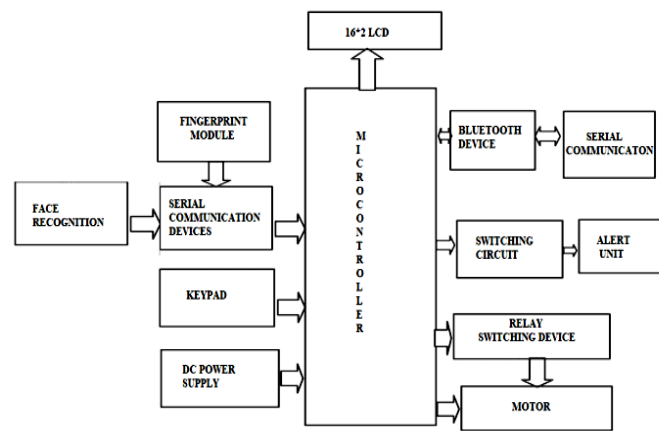 16*2 LCD
FINGERPRINT
MODULE
MICROCONTROLLER
BLUETOOTH
DEVICE
SERIAL
COMMUNICATON
FACE
RECOGNITION
SERIAL
COMMUNICATION
DEVICES
SWITCHING
CIRCUIT
ALERT
UNIT
KEYPAD
RELAY
SWITCHING DEVICE
DC POWER
SUPPLY
MOTOR